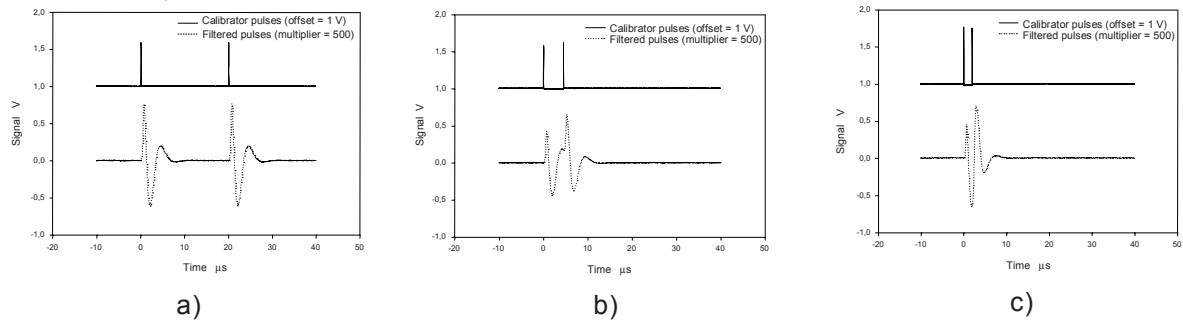 Calibrator pulses (offset = 1 V)
Filtered pulses (multiplier = 500)
2,0
1,5
1,0
0,5
0,0
-0,5
-1,0
Signal V
-20 -10 0 10 20 30 40 50
Time μs
a)
Calibrator pulses (offset = 1 V)
Filtered pulses (multiplier = 500)
2,0
1,5
1,0
0,5
0,0
-0,5
-1,0
Signal V
-20 -10 0 10 20 30 40 50
Time μs
b)
Calibrator pulses (offset = 1 V)
Filtered pulses (multiplier = 500)
2,0
1,5
1,0
0,5
0,0
-0,5
-1,0
Signal V
-20 -10 0 10 20 30 40 50
Time μs
c)